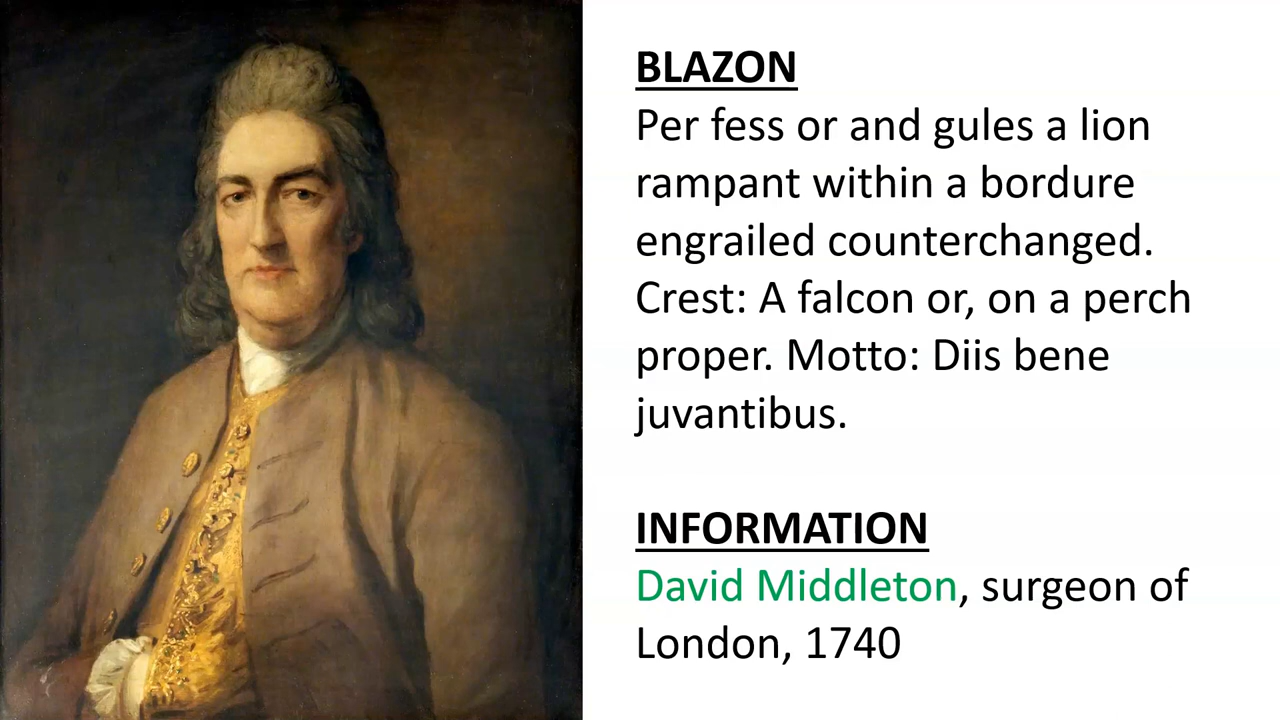 BLAZON
Per fess or and gules a lion
rampant within a bordure
engrailed counterchanged.
Crest: A falcon or, on a perch
proper. Motto: Diis bene
juvantibus.
INFORMATION
David Middleton, surgeon of
London, 1740